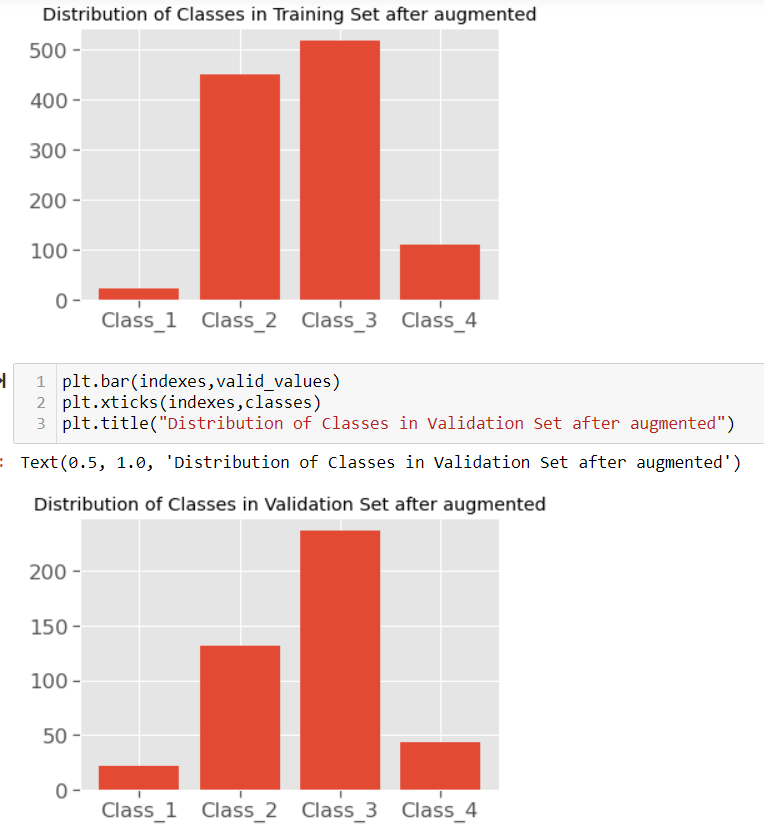 Distribution of Classes in Training Set after augmented
500
400
300
200
100
0
Class_1 Class_2 Class_3 Class_4
1 plt.bar(indexes,valid_values)
2 plt.xticks(indexes,classes)
3 plt.title("Distribution of Classes in Validation Set after augmented")
: Text(0.5, 1.0, 'Distribution of Classes in Validation Set after augmented')
Distribution of Classes in Validation Set after augmented
200
150
100
50
0
Class_1 Class_2 Class_3 Class_4